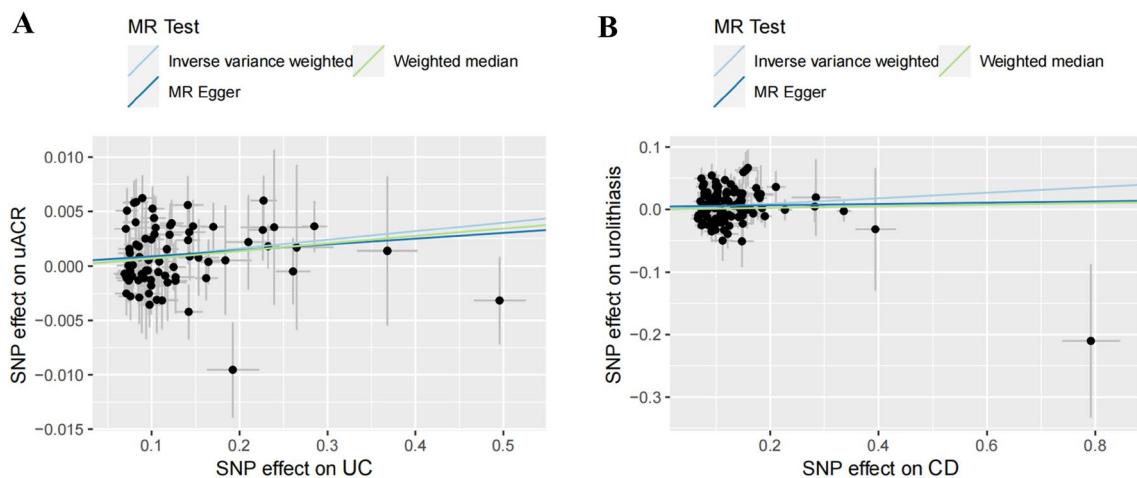 A
MR Test
Inverse variance weighted
Weighted median
MR Egger
SNP effect on uACR
0.010
0.005
0.000
−0.005
−0.010
−0.015
0.1
0.2
0.3
0.4
0.5
SNP effect on UC
B
MR Test
Inverse variance weighted
Weighted median
MR Egger
SNP effect on urolithiasis
0.1
0.0
−0.1
−0.2
−0.3
0.2
0.4
0.6
0.8
SNP effect on CD